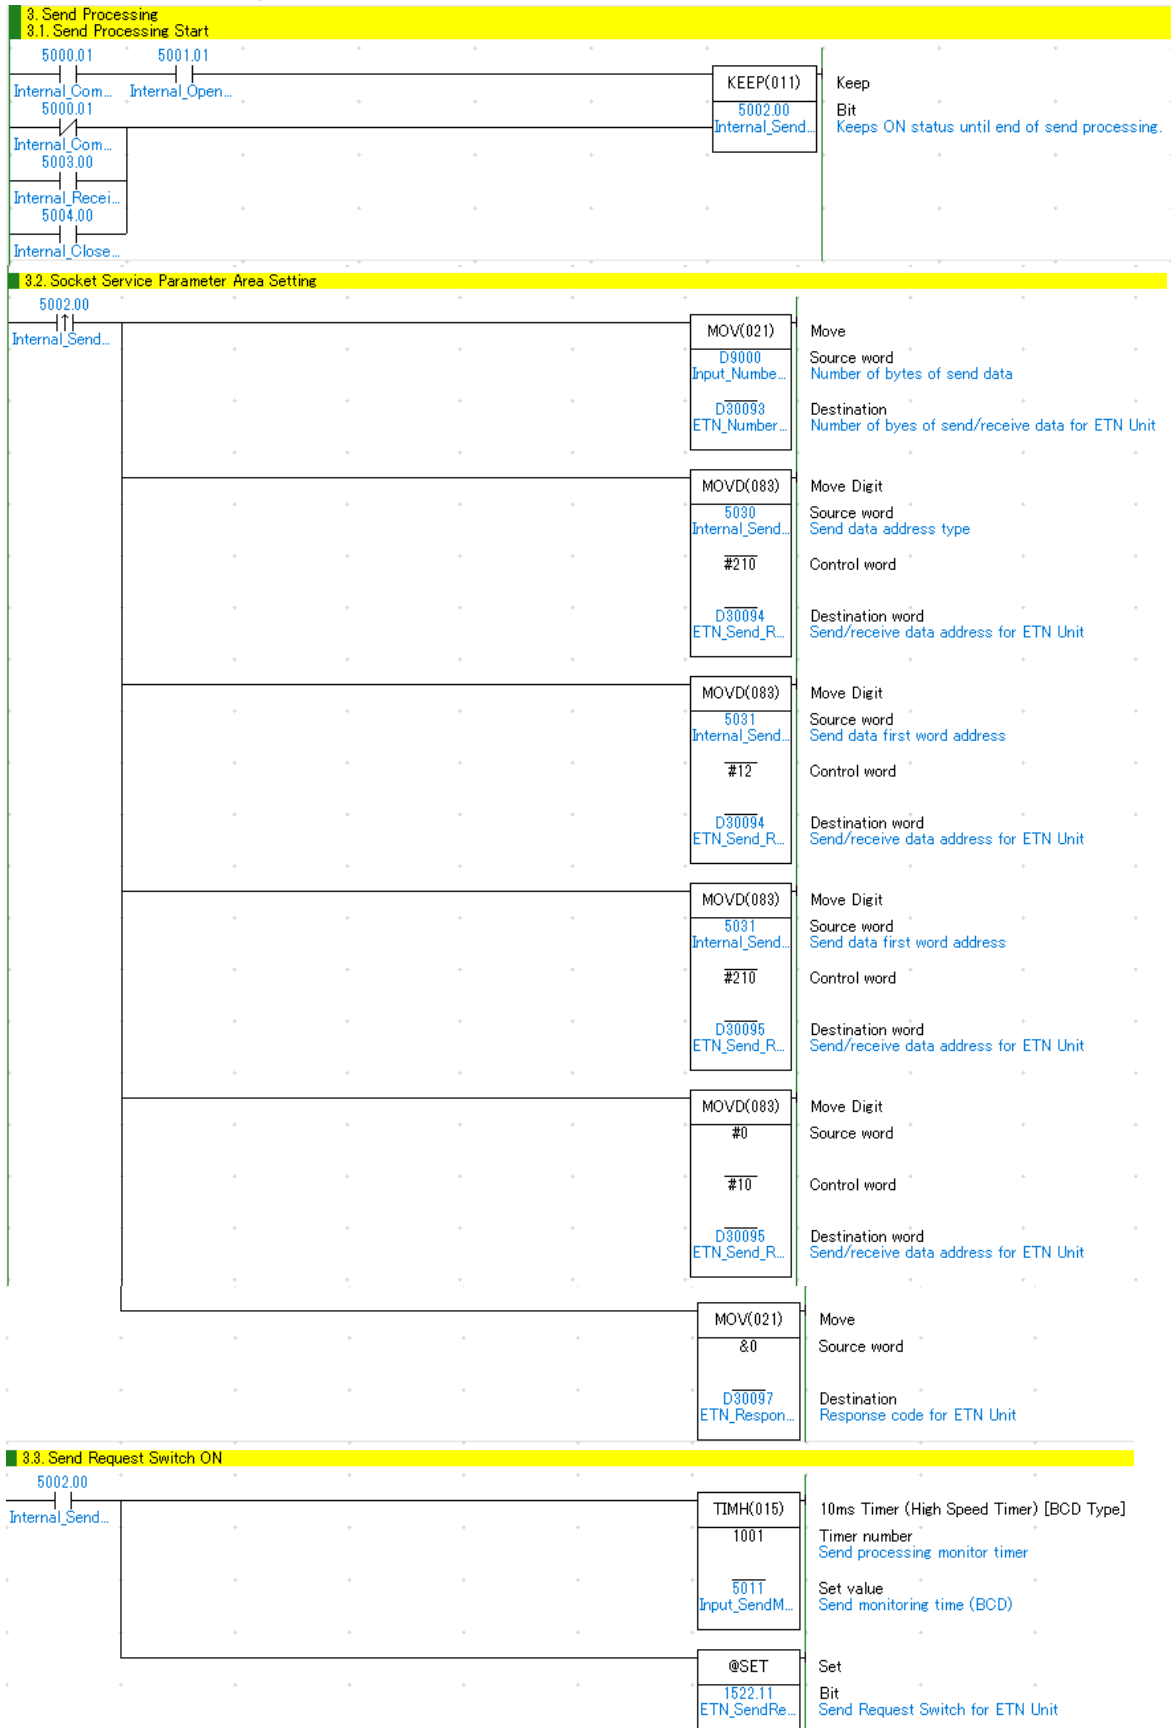 3. Send Processing
3.1. Send Processing Start
5000.01 5001.01
Internal_Com... Internal_Open...
KEEP(011) Keep
5000.01
5002.00 Bit
Internal_Send... Keeps ON status until end of send processing.
Internal_Com...
5003.00
Internal_Recei...
5004.00
Internal_Close...
3.2. Socket Service Parameter Area Setting
5002.00
Internal_Send...
MOV(021) Move
D9000 Source word
Input_Numbe... Number of bytes of send data
D30093 Destination
ETN_Number... Number of byes of send/receive data for ETN Unit
MOVD(083) Move Digit
5030 Source word
Internal_Send... Send data address type
#210 Control word
D30094 Destination word
ETN_Send_R... Send/receive data address for ETN Unit
MOVD(083) Move Digit
5031 Source word
Internal_Send... Send data first word address
#12 Control word
D30094 Destination word
ETN_Send_R... Send/receive data address for ETN Unit
MOVD(083) Move Digit
5031 Source word
Internal_Send... Send data first word address
#210 Control word
D30095 Destination word
ETN_Send_R... Send/receive data address for ETN Unit
MOVD(083) Move Digit
#0 Source word
#10 Control word
D30095 Destination word
ETN_Send_R... Send/receive data address for ETN Unit
MOV(021) Move
&0 Source word
D30097 Destination
ETN_Respon... Response code for ETN Unit
3.3. Send Request Switch ON
5002.00
Internal_Send...
TIMH(015) 10ms Timer (High Speed Timer) [BCD Type]
1001 Timer number
Send processing monitor timer
5011 Set value
Input_SendM... Send monitoring time (BCD)
@SET Set
1522.11 Bit
ETN_SendRe... Send Request Switch for ETN Unit